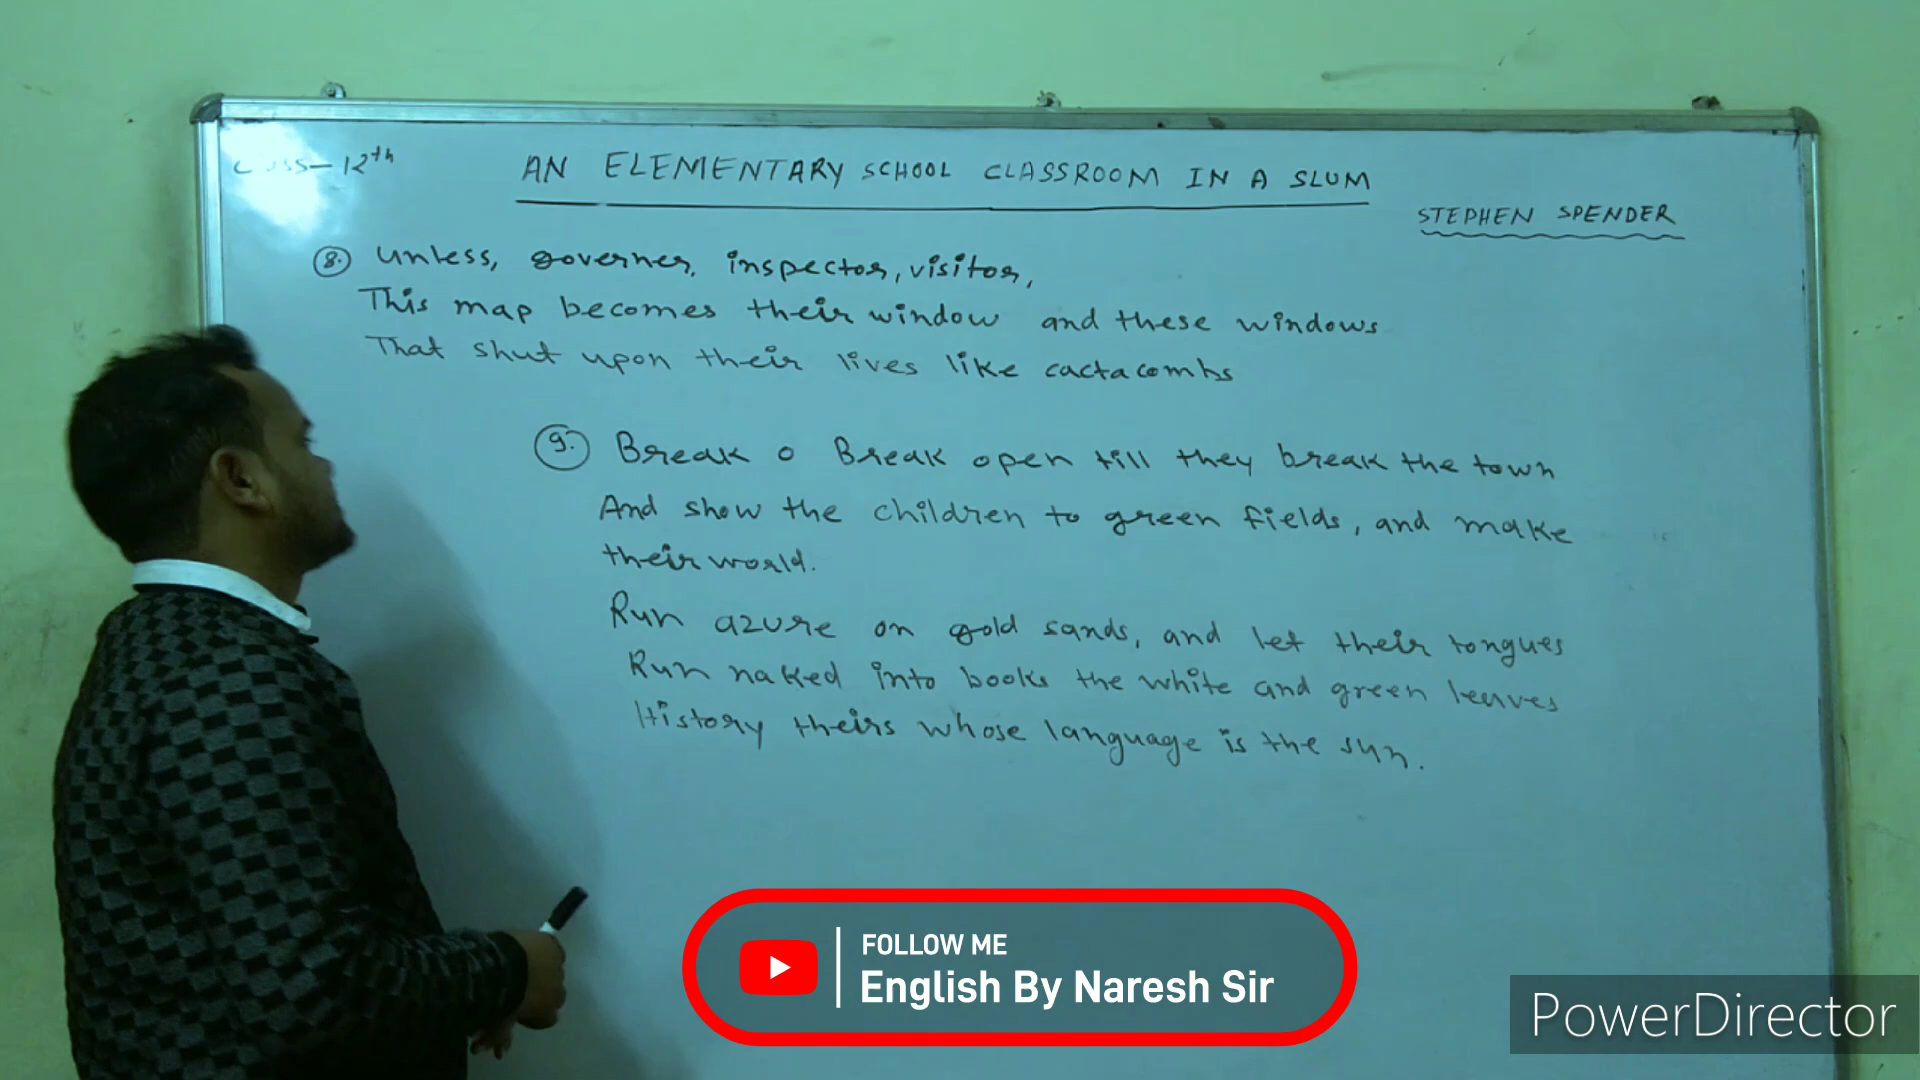 Class-12th
AN ELEMENTARY SCHOOL CLASSROOM IN A SLUM
STEPHEN SPENDER
8. Unless, governer, inspector, visitor,
This map becomes their window and these windows
That shut upon their lives like cactacombs
9. Break o Break open till they break the town
And show the children to green fields, and make
their world.
Run azure on gold sands, and let their tongues
Run naked into books the white and green leaves
History theirs whose language is the sun.
FOLLOW ME
English By Naresh Sir
PowerDirector